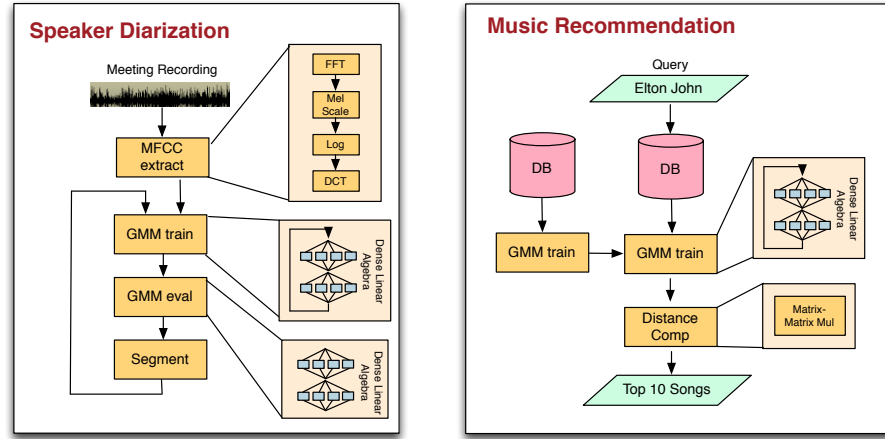 Speaker Diarization
Meeting Recording
MFCC
extract
FFT
Mel
Scale
Log
DCT
GMM train
Dense Linear
Algebra
GMM eval
Segment
Dense Linear
Algebra
Music Recommendation
Query
Elton John
DB
DB
GMM train
GMM train
Dense Linear
Algebra
Distance
Comp
Matrix-
Matrix Mul
Top 10 Songs